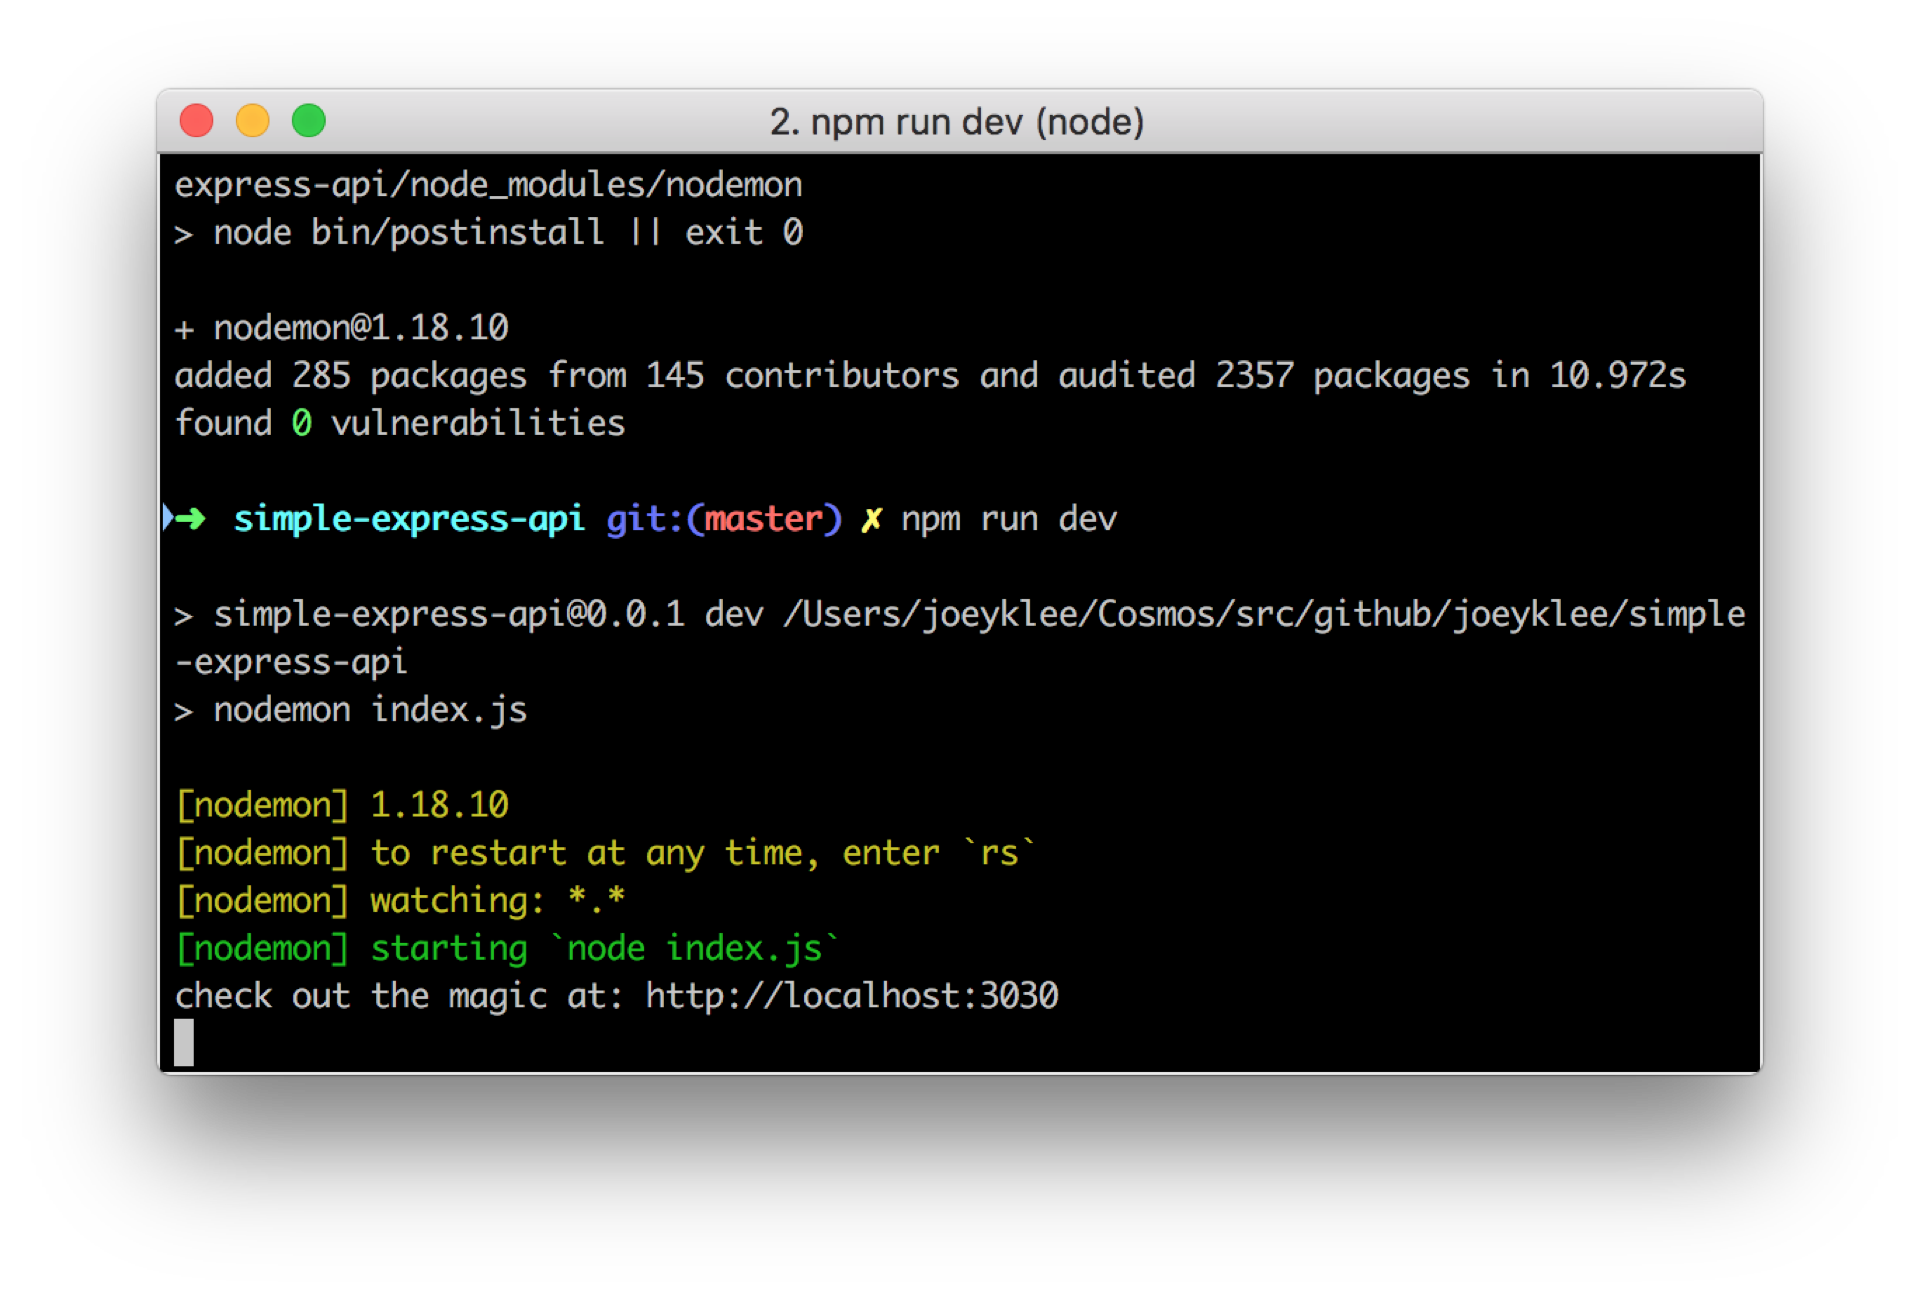 2. npm run dev (node)
express-api/node_modules/nodemon
> node bin/postinstall || exit 0
+ nodemon@1.18.10
added 285 packages from 145 contributors and audited 2357 packages in 10.972s
found 0 vulnerabilities
➜ simple-express-api git:(master) ✗ npm run dev
> simple-express-api@0.0.1 dev /Users/joeyklee/Cosmos/src/github/joeyklee/simple
-express-api
> nodemon index.js
[nodemon] 1.18.10
[nodemon] to restart at any time, enter `rs`
[nodemon] watching: *.*
[nodemon] starting `node index.js`
check out the magic at: http://localhost:3030